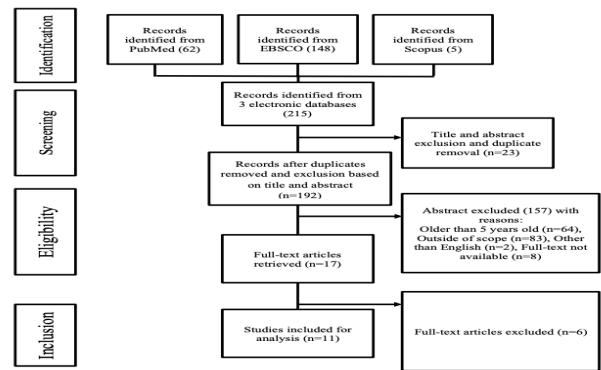 Identification
Records
identified from
PubMed (62)
Records
identified from
EBSCO (148)
Records
identified from
Scopus (5)
Records identified from
3 electronic databases
(215)
Screening
Title and abstract
exclusion and duplicate
removal (n=23)
Records after duplicates
removed and exclusion based
on title and abstract
(n=192)
Eligibility
Abstract excluded (157) with
reasons:
Older than 5 years old (n=64),
Outside of scope (n=83), Other
than English (n=2), Full-text not
available (n=8)
Full-text articles
retrieved (n=17)
Inclusion
Studies included for
analysis (n=11)
Full-text articles excluded (n=6)